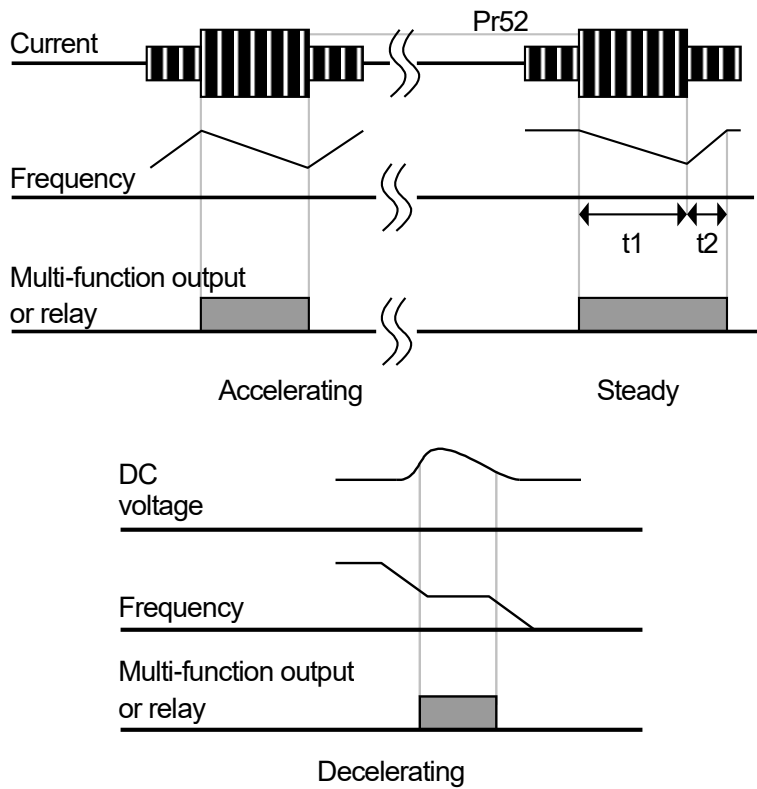 Pr52
Current
Frequency
t1 t2
Multi-function output
or relay
Accelerating
Steady
DC
voltage
Frequency
Multi-function output
or relay
Decelerating